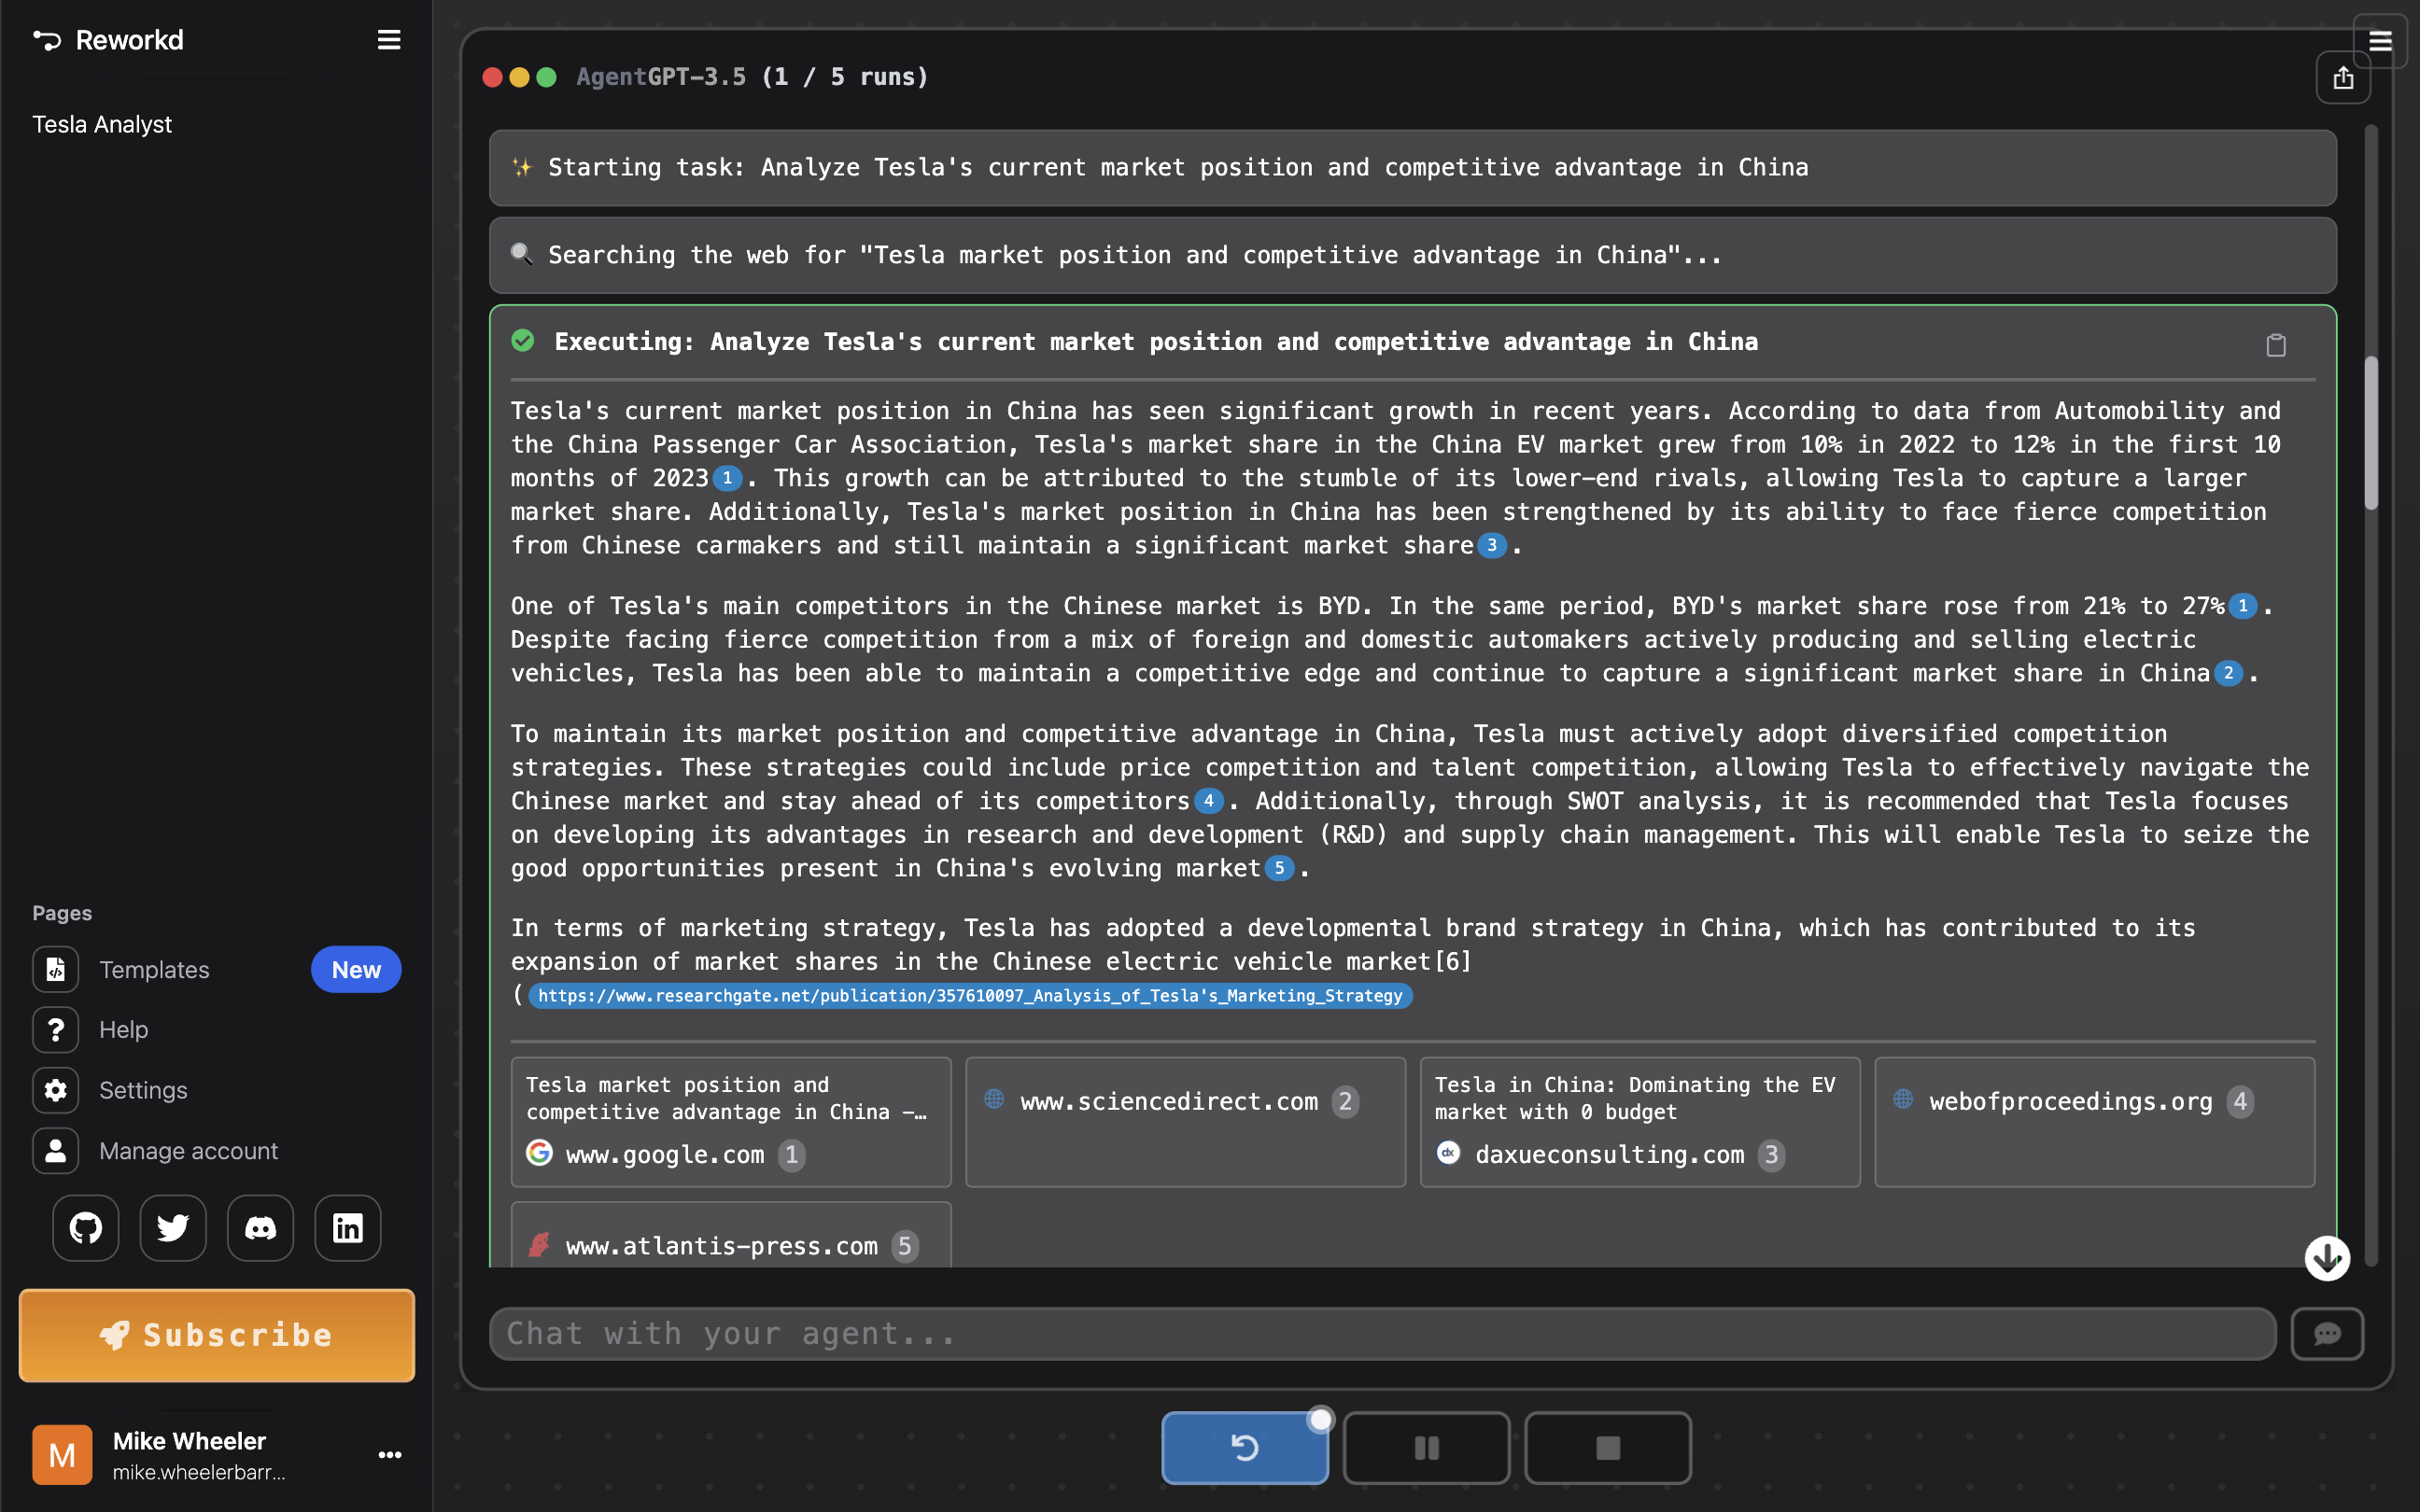 Reworkd
Tesla Analyst
Pages
Templates
New
Help
Settings
Manage account
Subscribe
M
Mike Wheeler
mike.wheelerbarr...
AgentGPT-3.5 (1 / 5 runs)
✨ Starting task: Analyze Tesla's current market position and competitive advantage in China
🔍 Searching the web for "Tesla market position and competitive advantage in China"...
Executing: Analyze Tesla's current market position and competitive advantage in China
Tesla's current market position in China has seen significant growth in recent years. According to data from Automobility and
the China Passenger Car Association, Tesla's market share in the China EV market grew from 10% in 2022 to 12% in the first 10
months of 2023 1 . This growth can be attributed to the stumble of its lower-end rivals, allowing Tesla to capture a larger
market share. Additionally, Tesla's market position in China has been strengthened by its ability to face fierce competition
from Chinese carmakers and still maintain a significant market share 3 .
One of Tesla's main competitors in the Chinese market is BYD. In the same period, BYD's market share rose from 21% to 27% 1 .
Despite facing fierce competition from a mix of foreign and domestic automakers actively producing and selling electric
vehicles, Tesla has been able to maintain a competitive edge and continue to capture a significant market share in China 2 .
To maintain its market position and competitive advantage in China, Tesla must actively adopt diversified competition
strategies. These strategies could include price competition and talent competition, allowing Tesla to effectively navigate the
Chinese market and stay ahead of its competitors 4 . Additionally, through SWOT analysis, it is recommended that Tesla focuses
on developing its advantages in research and development (R&D) and supply chain management. This will enable Tesla to seize the
good opportunities present in China's evolving market 5 .
In terms of marketing strategy, Tesla has adopted a developmental brand strategy in China, which has contributed to its
expansion of market shares in the Chinese electric vehicle market[6]
( https://www.researchgate.net/publication/357610097_Analysis_of_Tesla's_Marketing_Strategy
Tesla market position and
competitive advantage in China -…
www.google.com 1
www.sciencedirect.com 2
Tesla in China: Dominating the EV
market with 0 budget
dx daxueconsulting.com 3
webofproceedings.org 4
www.atlantis-press.com 5
Chat with your agent...